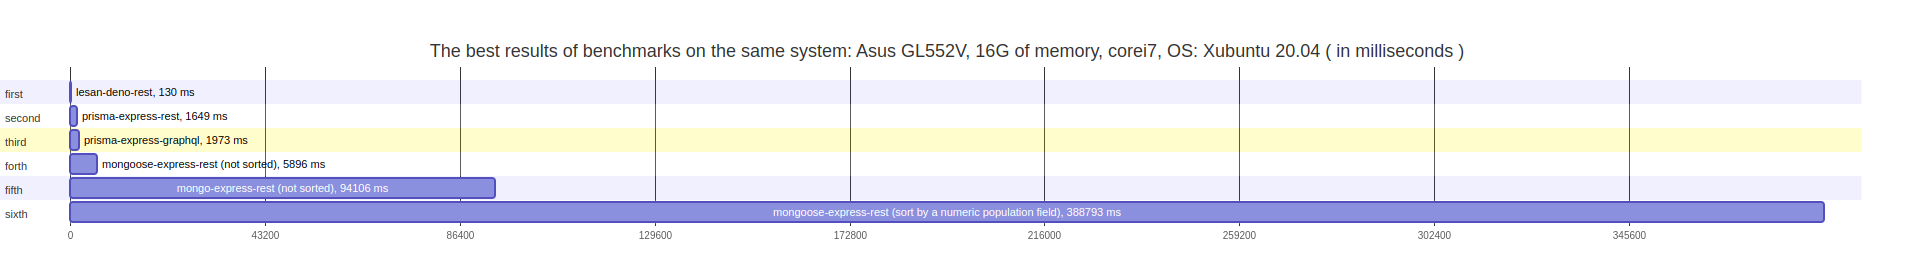 The best results of benchmarks on the same system: Asus GL552V, 16G of memory, corei7, OS: Xubuntu 20.04 ( in milliseconds )
first lesan-deno-rest, 130 ms
second prisma-express-rest, 1649 ms
third prisma-express-graphql, 1973 ms
forth mongoose-express-rest (not sorted), 5896 ms
fifth mongo-express-rest (not sorted), 94106 ms
sixth mongoose-express-rest (sort by a numeric population field), 388793 ms
0 43200 86400 129600 172800 216000 259200 302400 345600